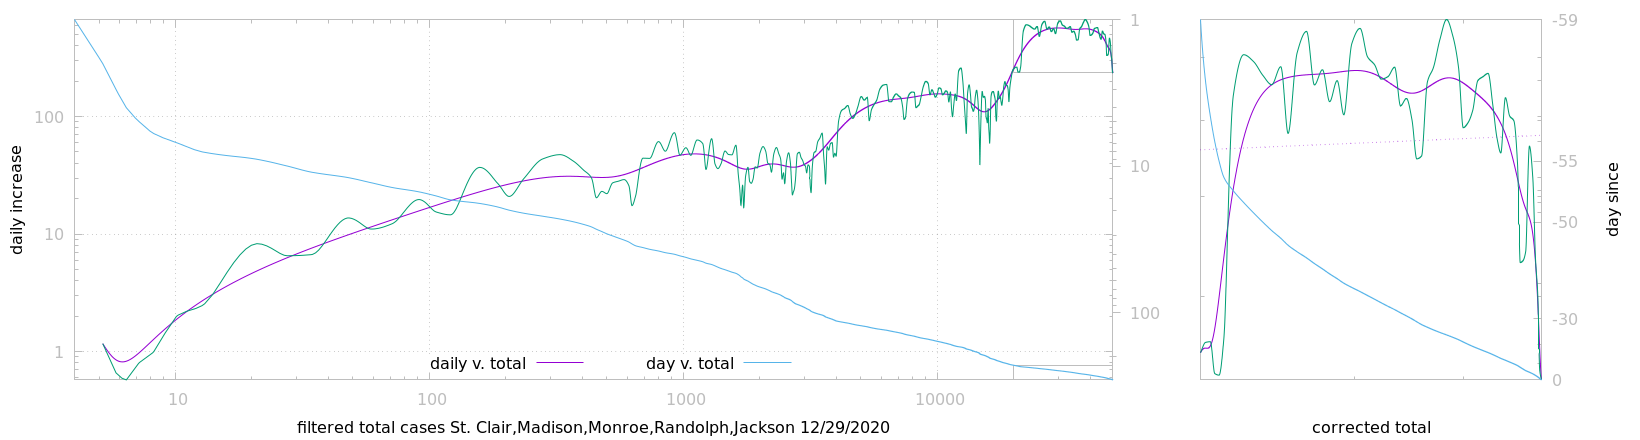 1
-59
100
daily increase
10
-55
-50
day since
10
100
-30
1
daily v. total
day v. total
0
10
100
1000
10000
filtered total cases St. Clair,Madison,Monroe,Randolph,Jackson 12/29/2020
corrected total